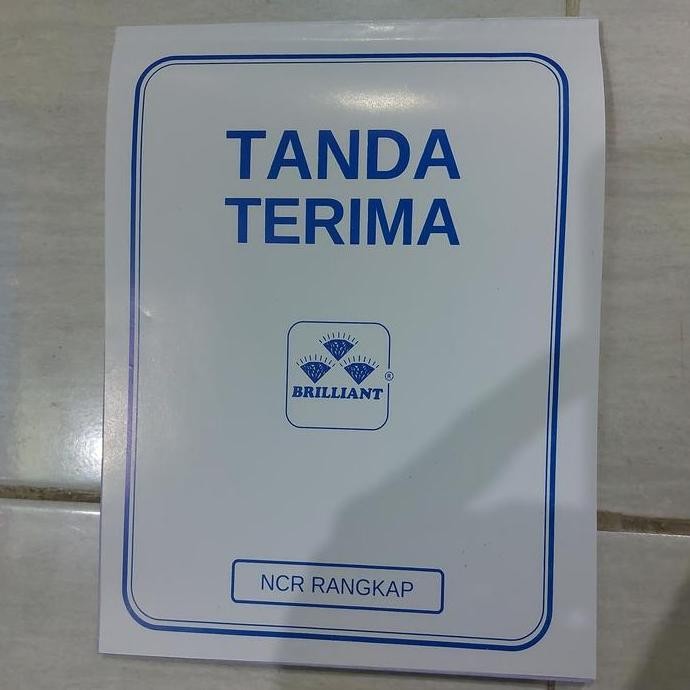 TANDA
TERIMA
BRILLIANT ®
NCR RANGKAP